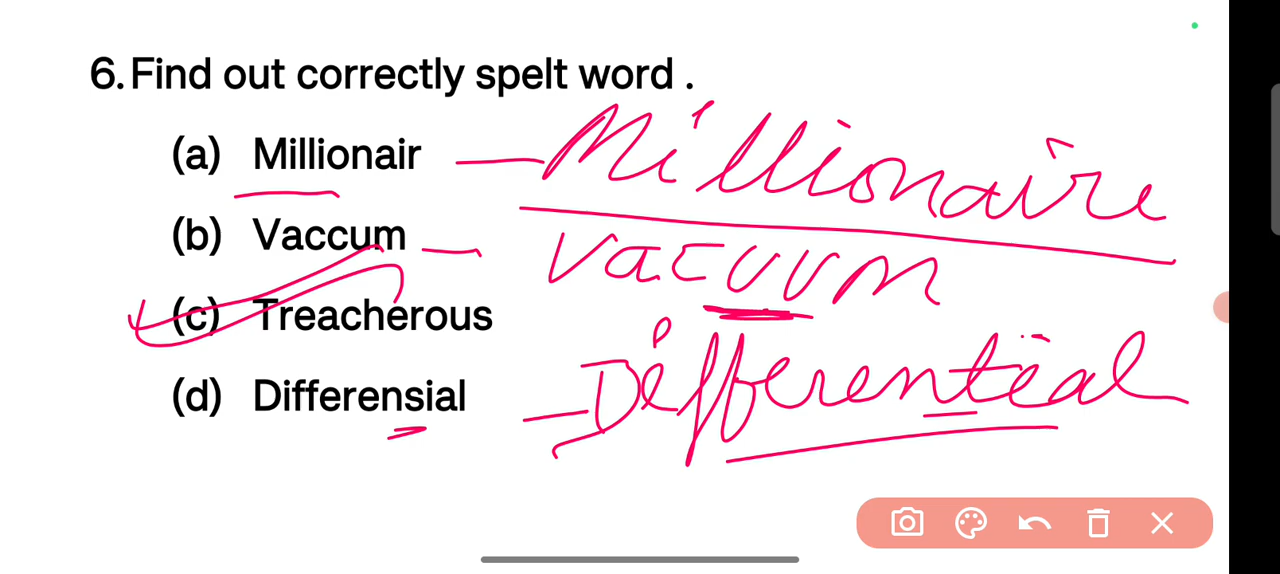 6. Find out correctly spelt word .
(a) Millionair — Millionaire
(b) Vaccum — Vacuum
(c) Treacherous
(d) Differensial — Differential